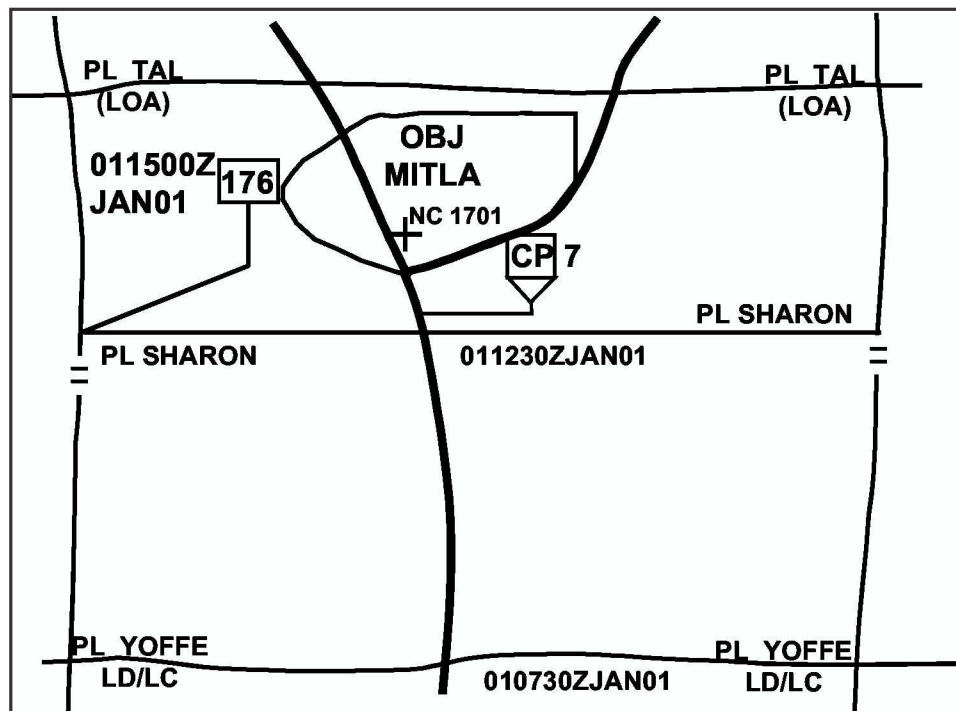 PL TAL
(LOA)
PL TAL
(LOA)
OBJ
MITLA
011500Z
JAN01
176
NC 1701
CP 7
PL SHARON
PL SHARON
011230ZJAN01
PL YOFFE
LD/LC
010730ZJAN01
PL YOFFE
LD/LC